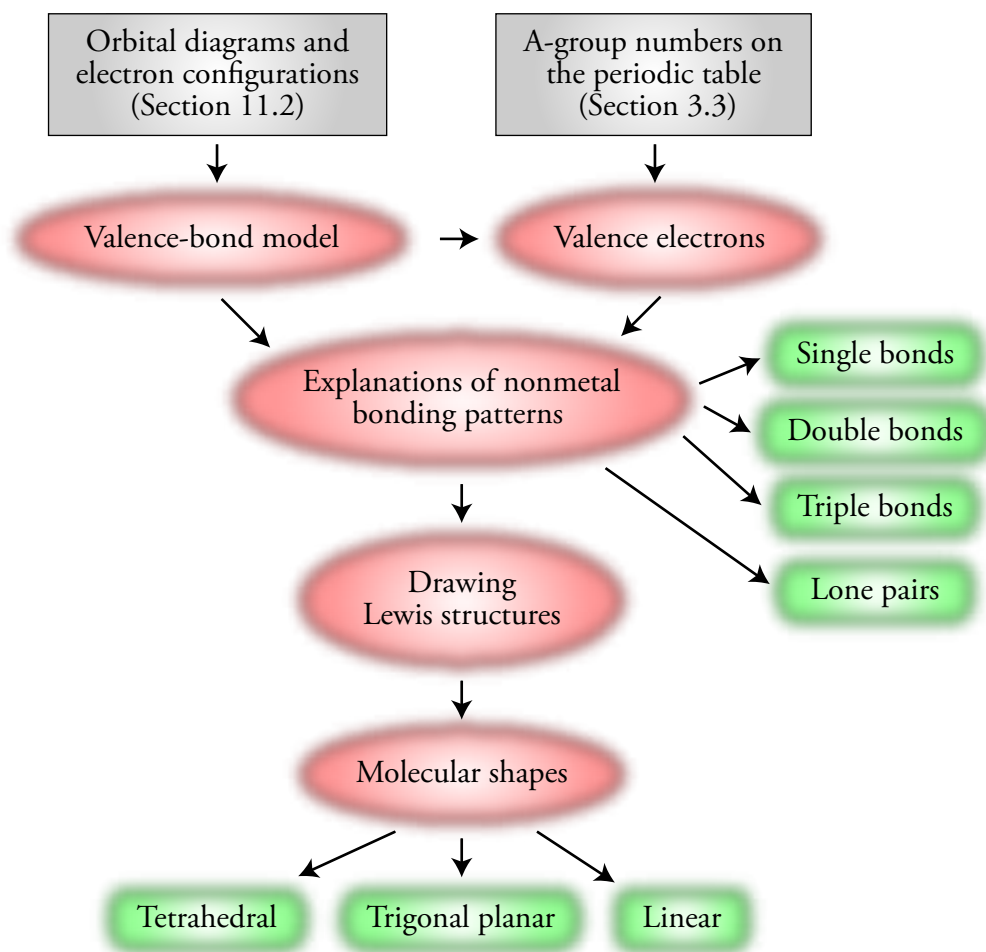 Orbital diagrams and
electron configurations
(Section 11.2)
A-group numbers on
the periodic table
(Section 3.3)
Valence-bond model
Valence electrons
Explanations of nonmetal
bonding patterns
Single bonds
Double bonds
Triple bonds
Lone pairs
Drawing
Lewis structures
Molecular shapes
Tetrahedral
Trigonal planar
Linear